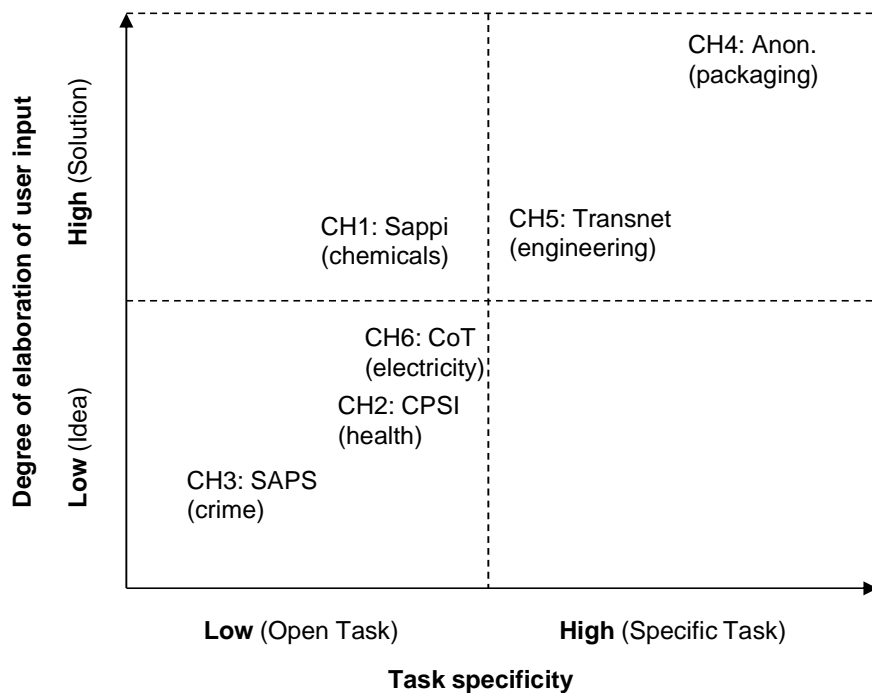 Degree of elaboration of user input
High (Solution)
Low (Idea)
CH4: Anon.
(packaging)
CH1: Sappi
(chemicals)
CH5: Transnet
(engineering)
CH6: CoT
(electricity)
CH2: CPSI
(health)
CH3: SAPS
(crime)
Low (Open Task)
High (Specific Task)
Task specificity